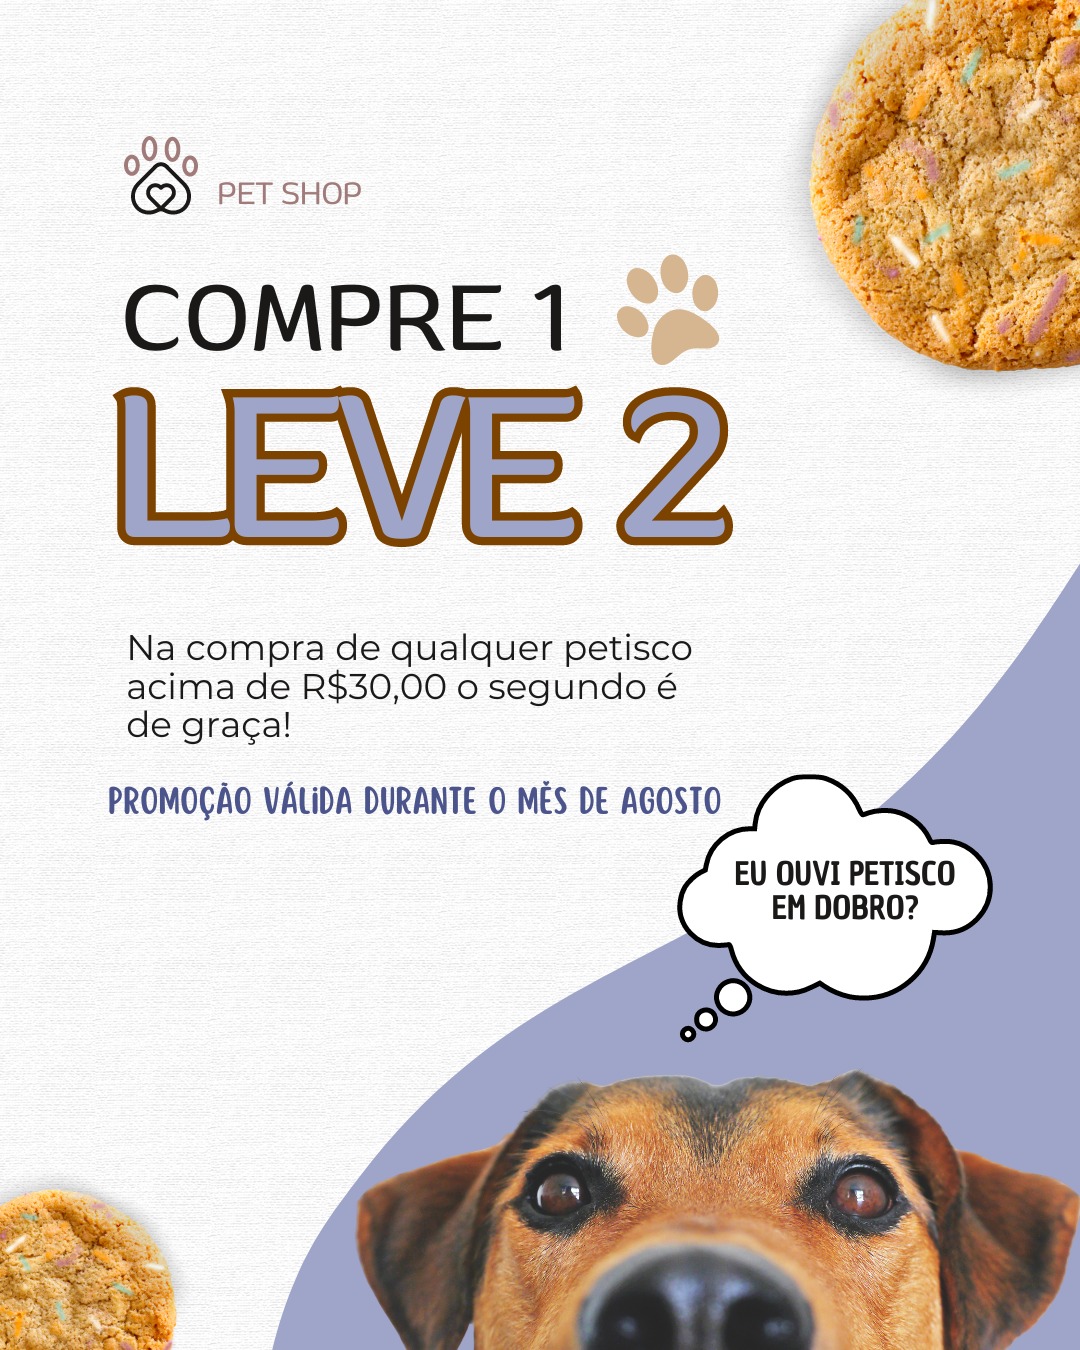 PET SHOP
COMPRE 1
LEVE 2
Na compra de qualquer petisco
acima de R$30,00 o segundo é
de graça!
PROMOÇÃO VÁLiDA DURANTE O MÊS DE AGOSTO
EU OUVI PETISCO
EM DOBRO?